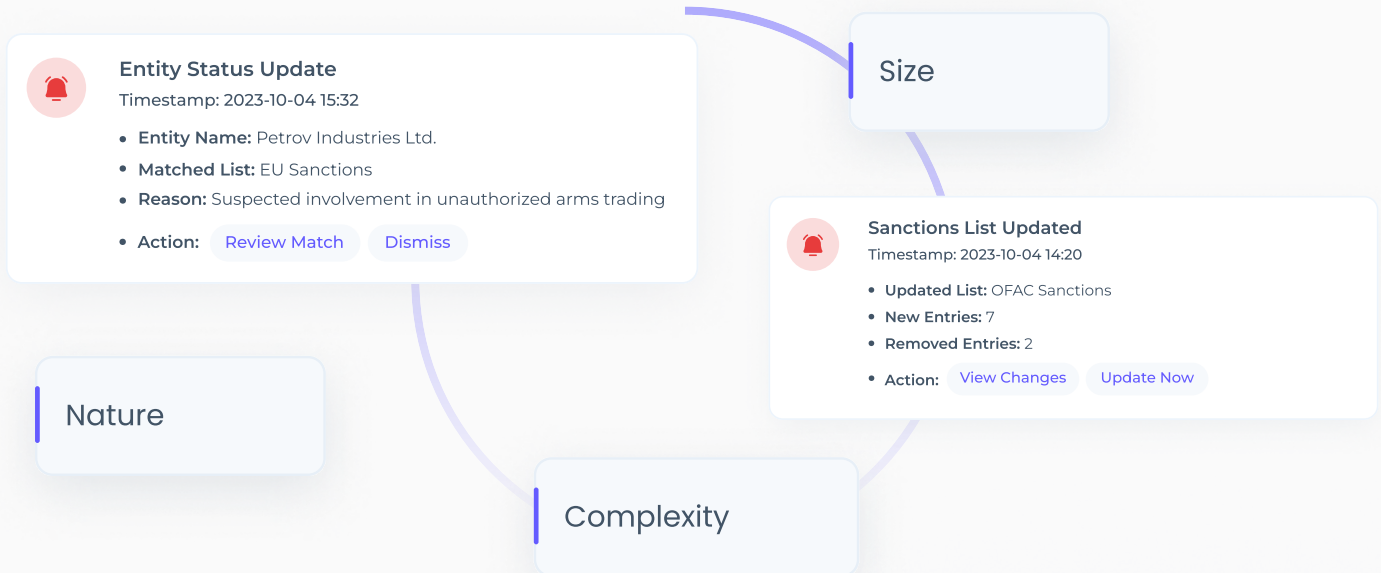 Entity Status Update
Timestamp: 2023-10-04 15:32
• Entity Name: Petrov Industries Ltd.
• Matched List: EU Sanctions
• Reason: Suspected involvement in unauthorized arms trading
• Action: Review Match Dismiss
Size
Sanctions List Updated
Timestamp: 2023-10-04 14:20
• Updated List: OFAC Sanctions
• New Entries: 7
• Removed Entries: 2
• Action: View Changes Update Now
Nature
Complexity